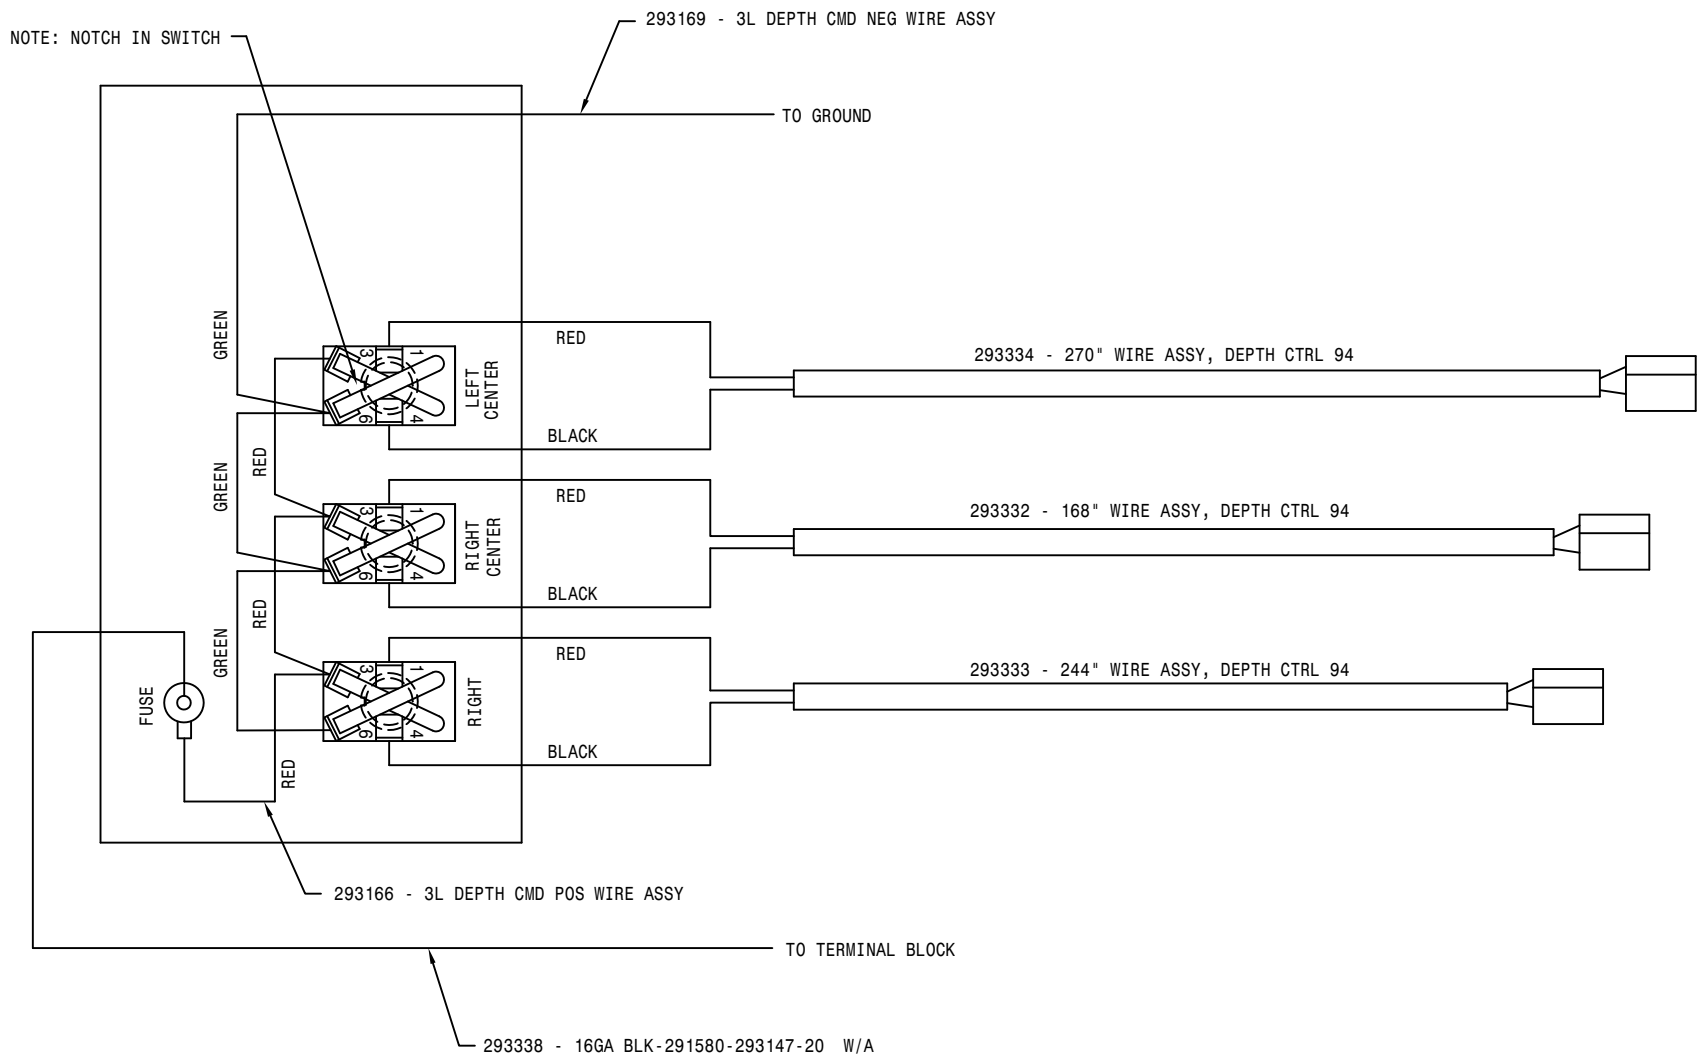 293169 - 3L DEPTH CMD NEG WIRE ASSY
NOTE: NOTCH IN SWITCH
TO GROUND
GREEN
3
1
6
4
LEFT
CENTER
RED
BLACK
293334 - 270" WIRE ASSY, DEPTH CTRL 94
GREEN
RED
3
1
6
4
RIGHT
CENTER
RED
BLACK
293332 - 168" WIRE ASSY, DEPTH CTRL 94
GREEN
RED
3
1
6
4
RIGHT
RED
BLACK
293333 - 244" WIRE ASSY, DEPTH CTRL 94
FUSE
RED
293166 - 3L DEPTH CMD POS WIRE ASSY
TO TERMINAL BLOCK
293338 - 16GA BLK-291580-293147-20 W/A